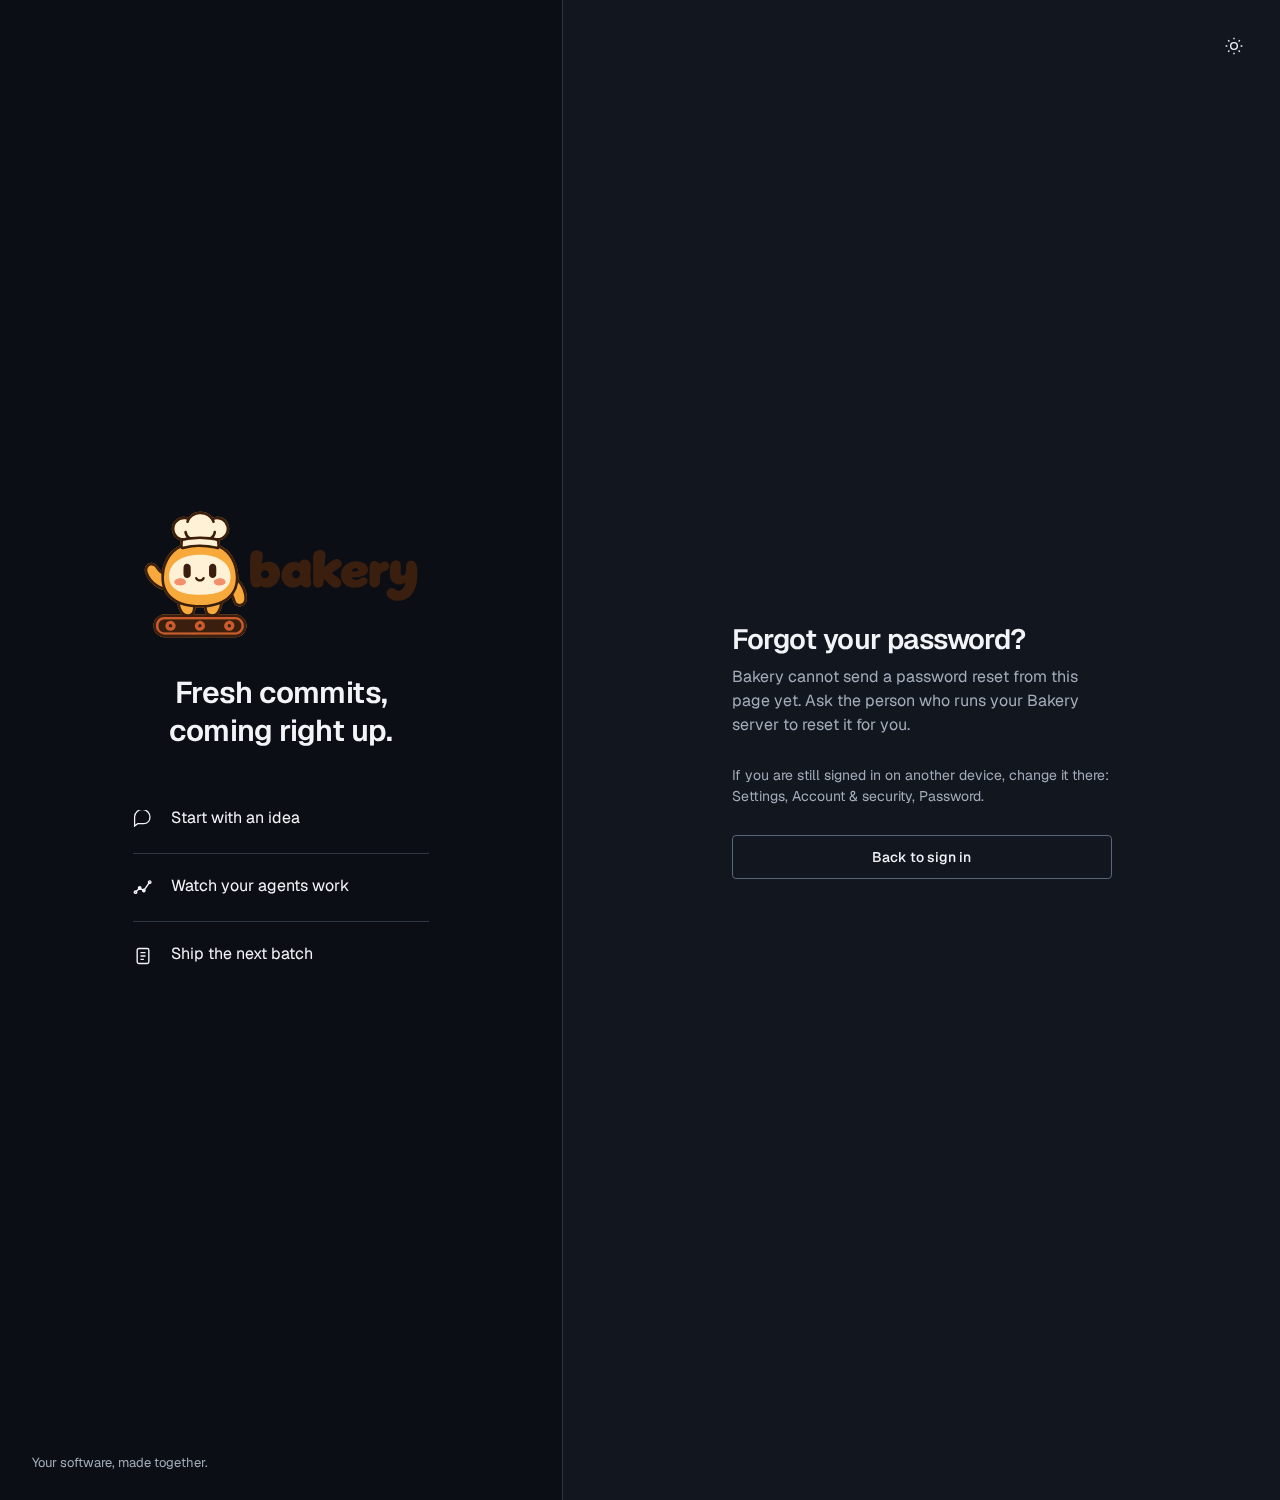 bakery
Fresh commits,
coming right up.
Start with an idea
Watch your agents work
Ship the next batch
Your software, made together.
Forgot your password?
Bakery cannot send a password reset from this
page yet. Ask the person who runs your Bakery
server to reset it for you.
If you are still signed in on another device, change it there:
Settings, Account & security, Password.
Back to sign in